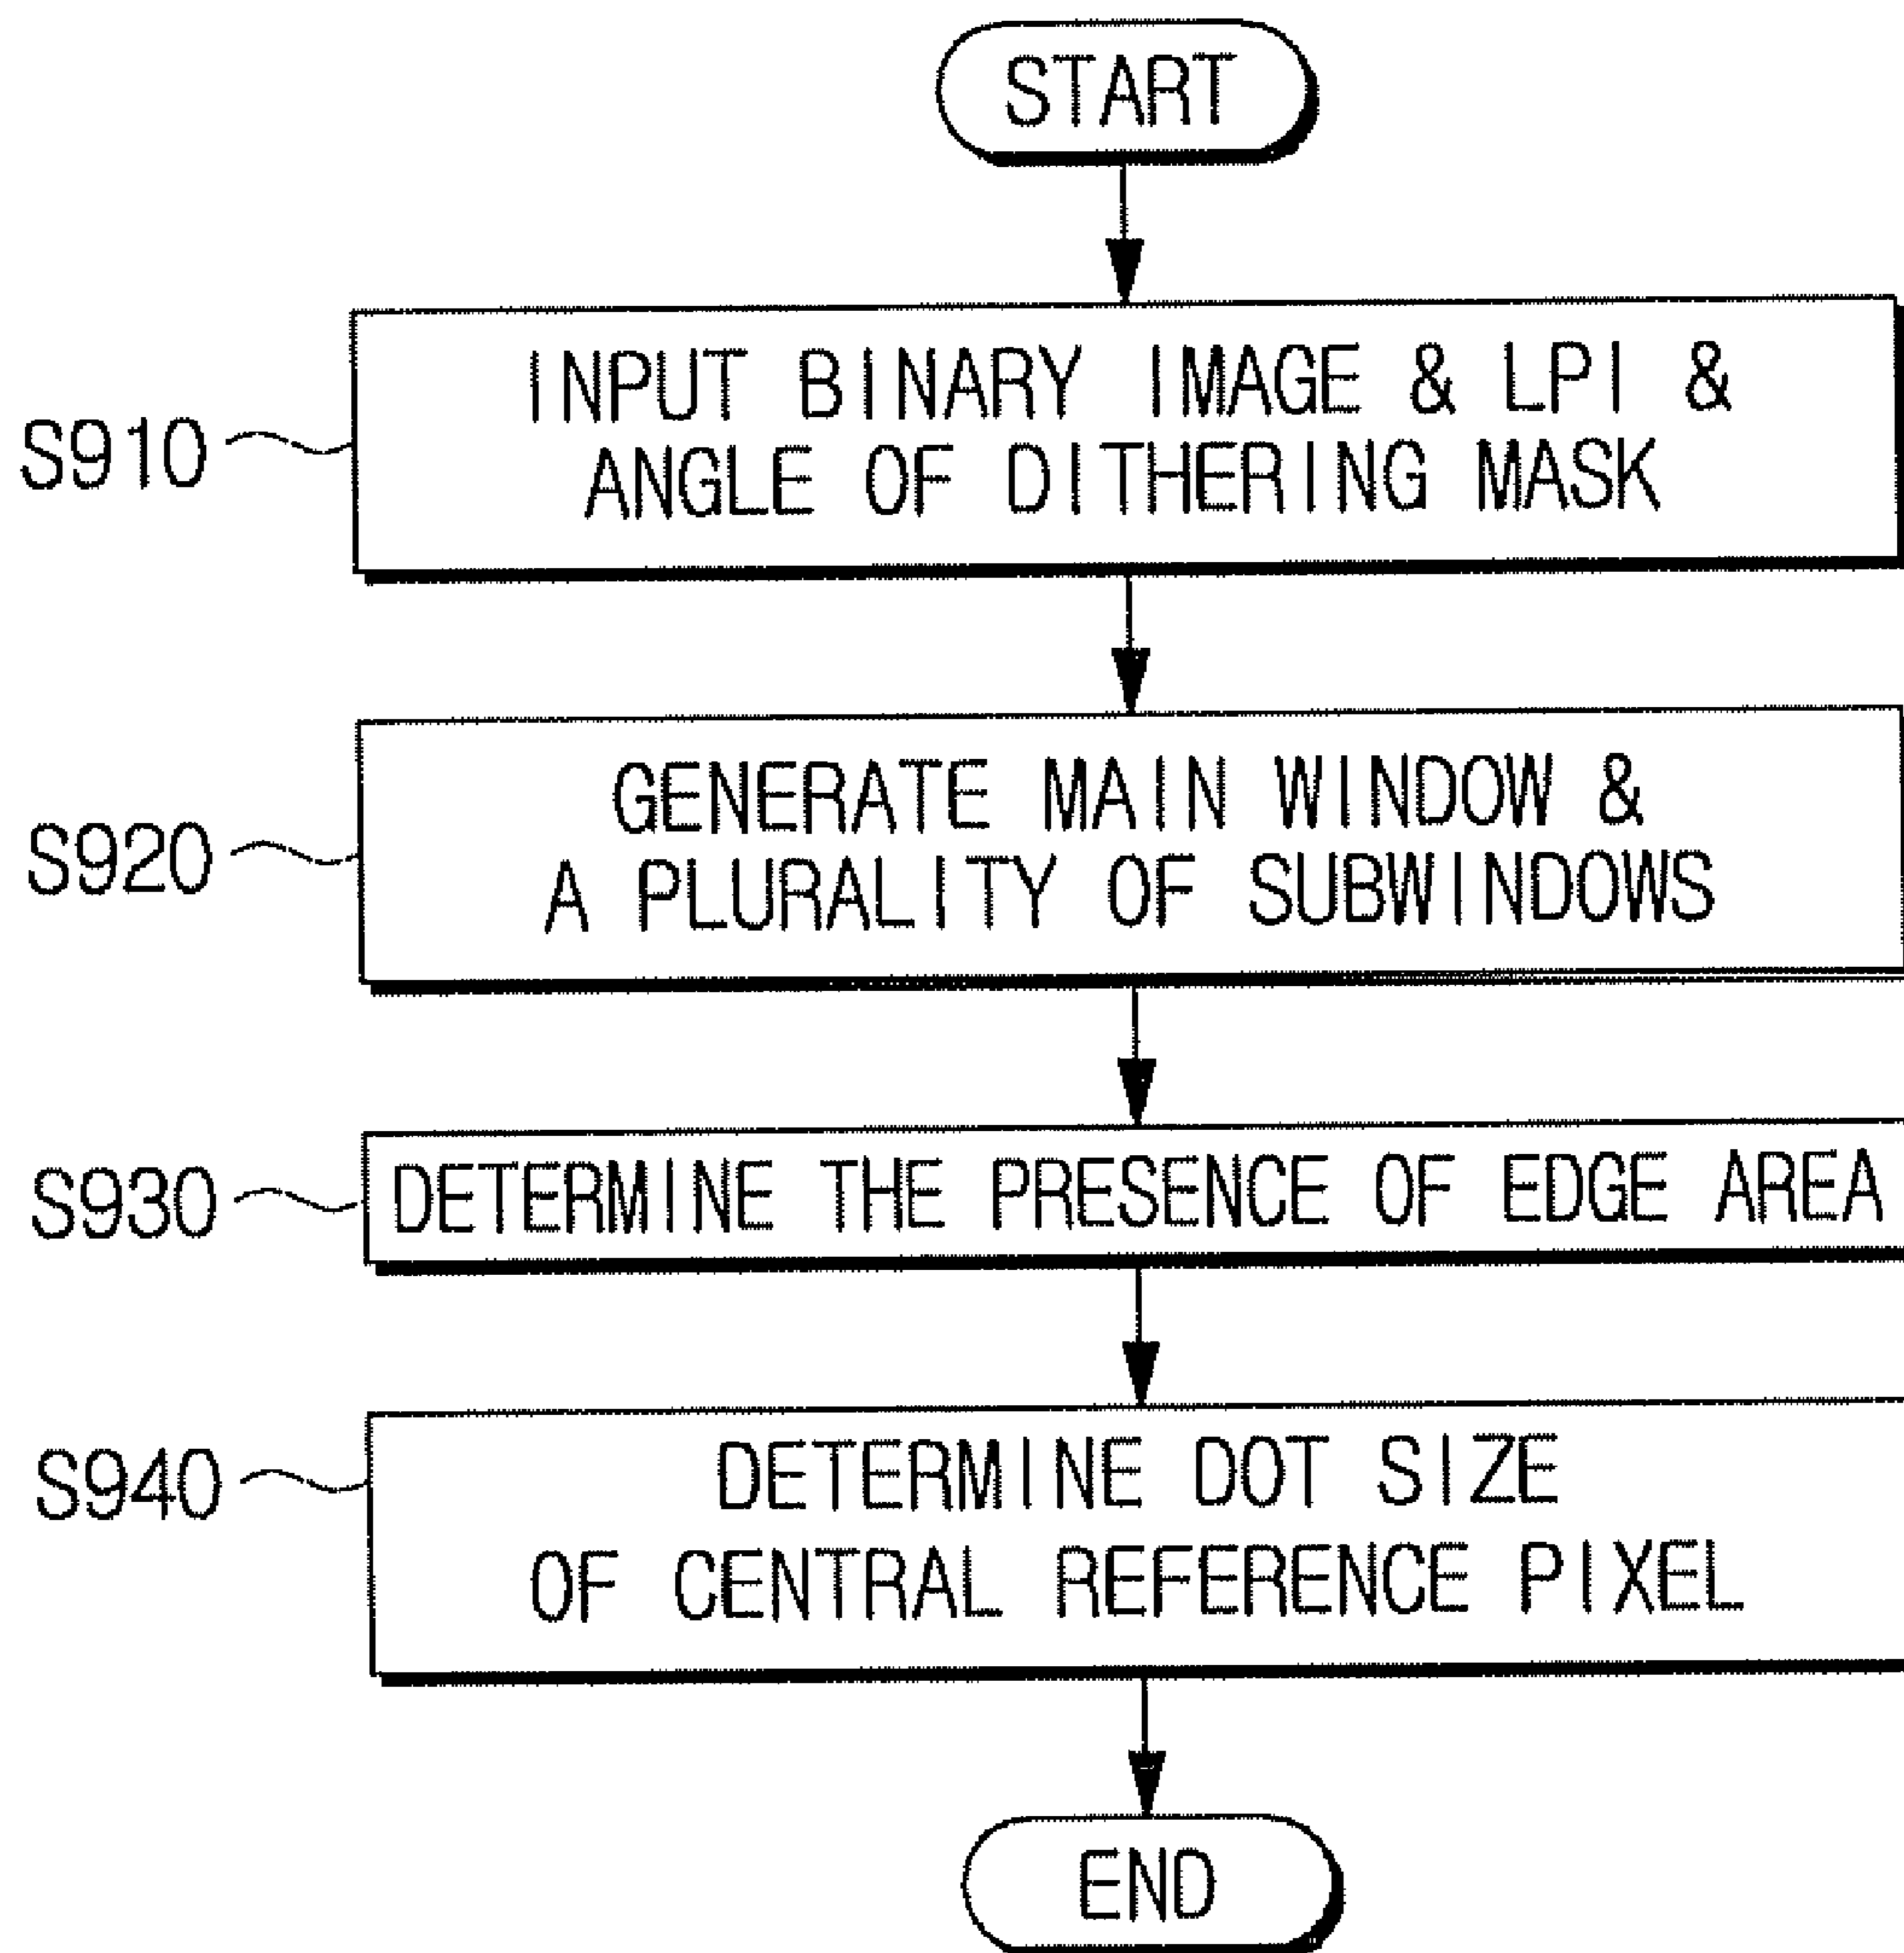 START
S910
INPUT BINARY IMAGE & LPI &
ANGLE OF DITHERING MASK
S920
GENERATE MAIN WINDOW &
A PLURALITY OF SUBWINDOWS
S930
DETERMINE THE PRESENCE OF EDGE AREA
S940
DETERMINE DOT SIZE
OF CENTRAL REFERENCE PIXEL
END